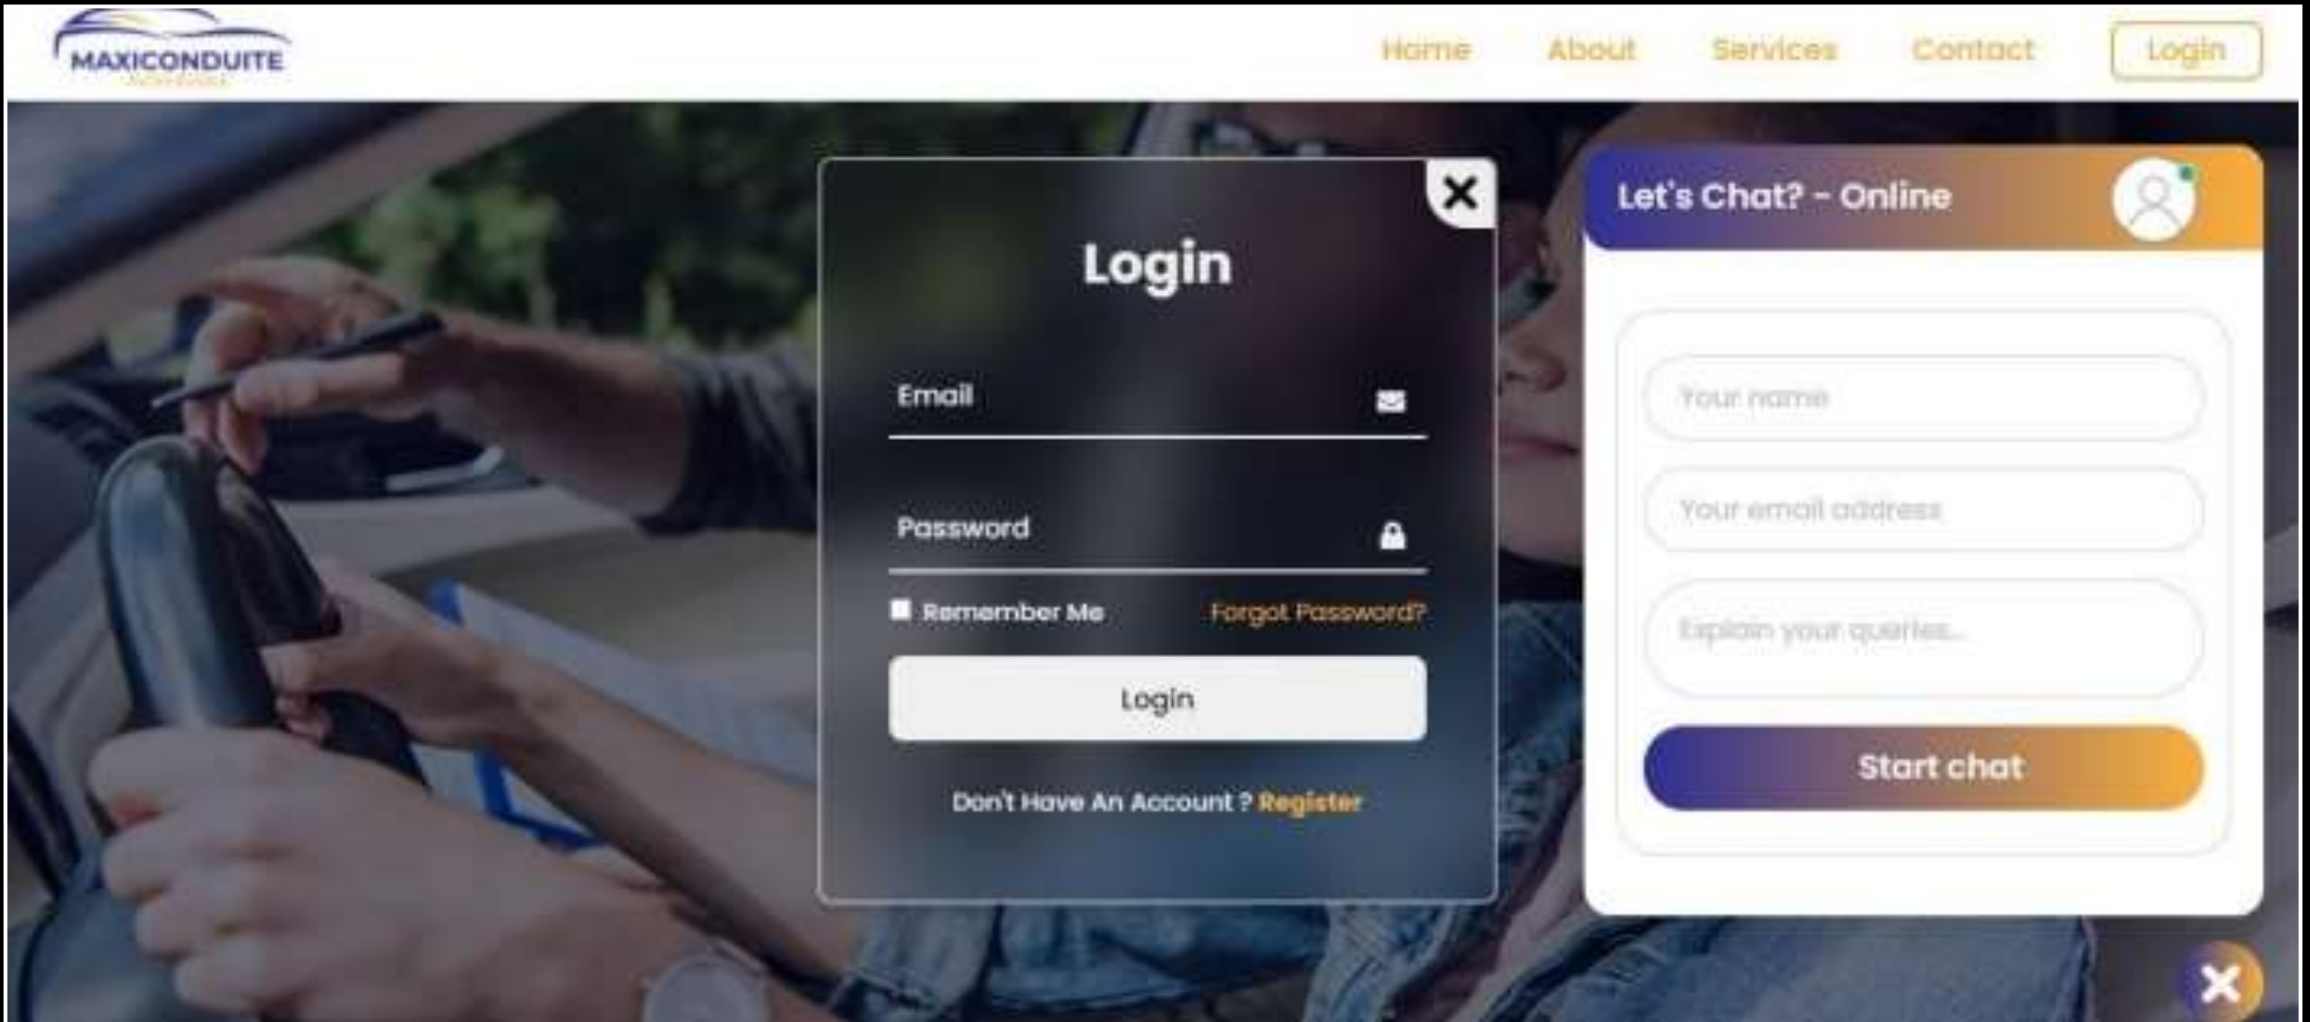 MAXICONDUITE
Home
About
Services
Contact
Login
Login
Email
Password
Remember Me
Forgot Password?
Login
Don't Have An Account ? Register
Let's Chat? - Online
Your name
Your email address
Explain your queries...
Start chat